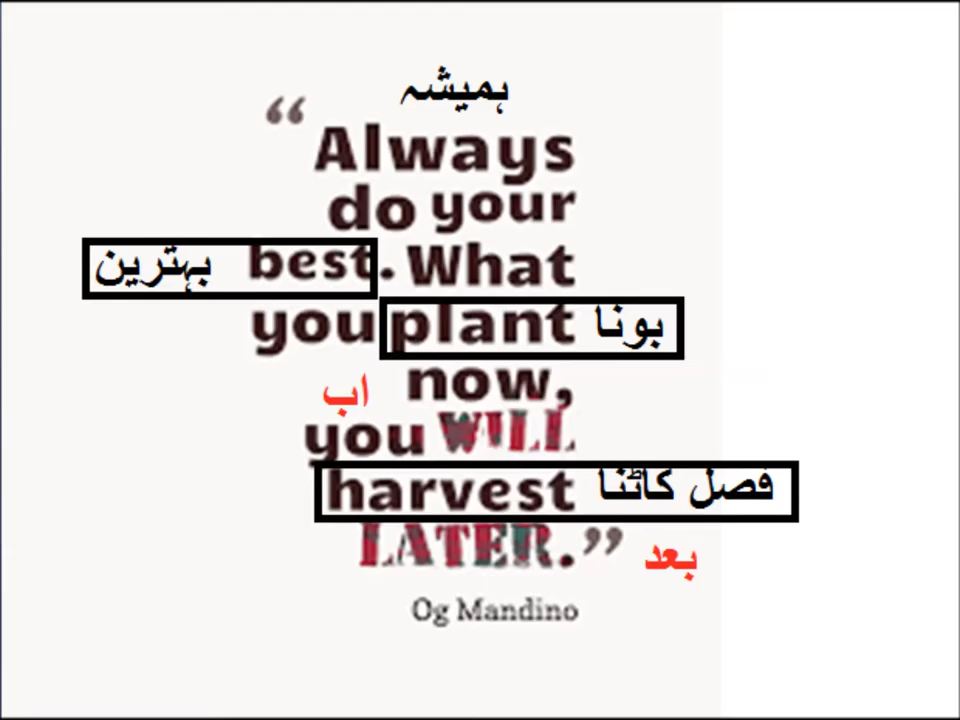 ہمیشہ
“Always
do your
بہترین best. What
you plant بونا
now,
اب
you WILL
harvest فصل کاٹنا
LATER.”
بعد
Og Mandino